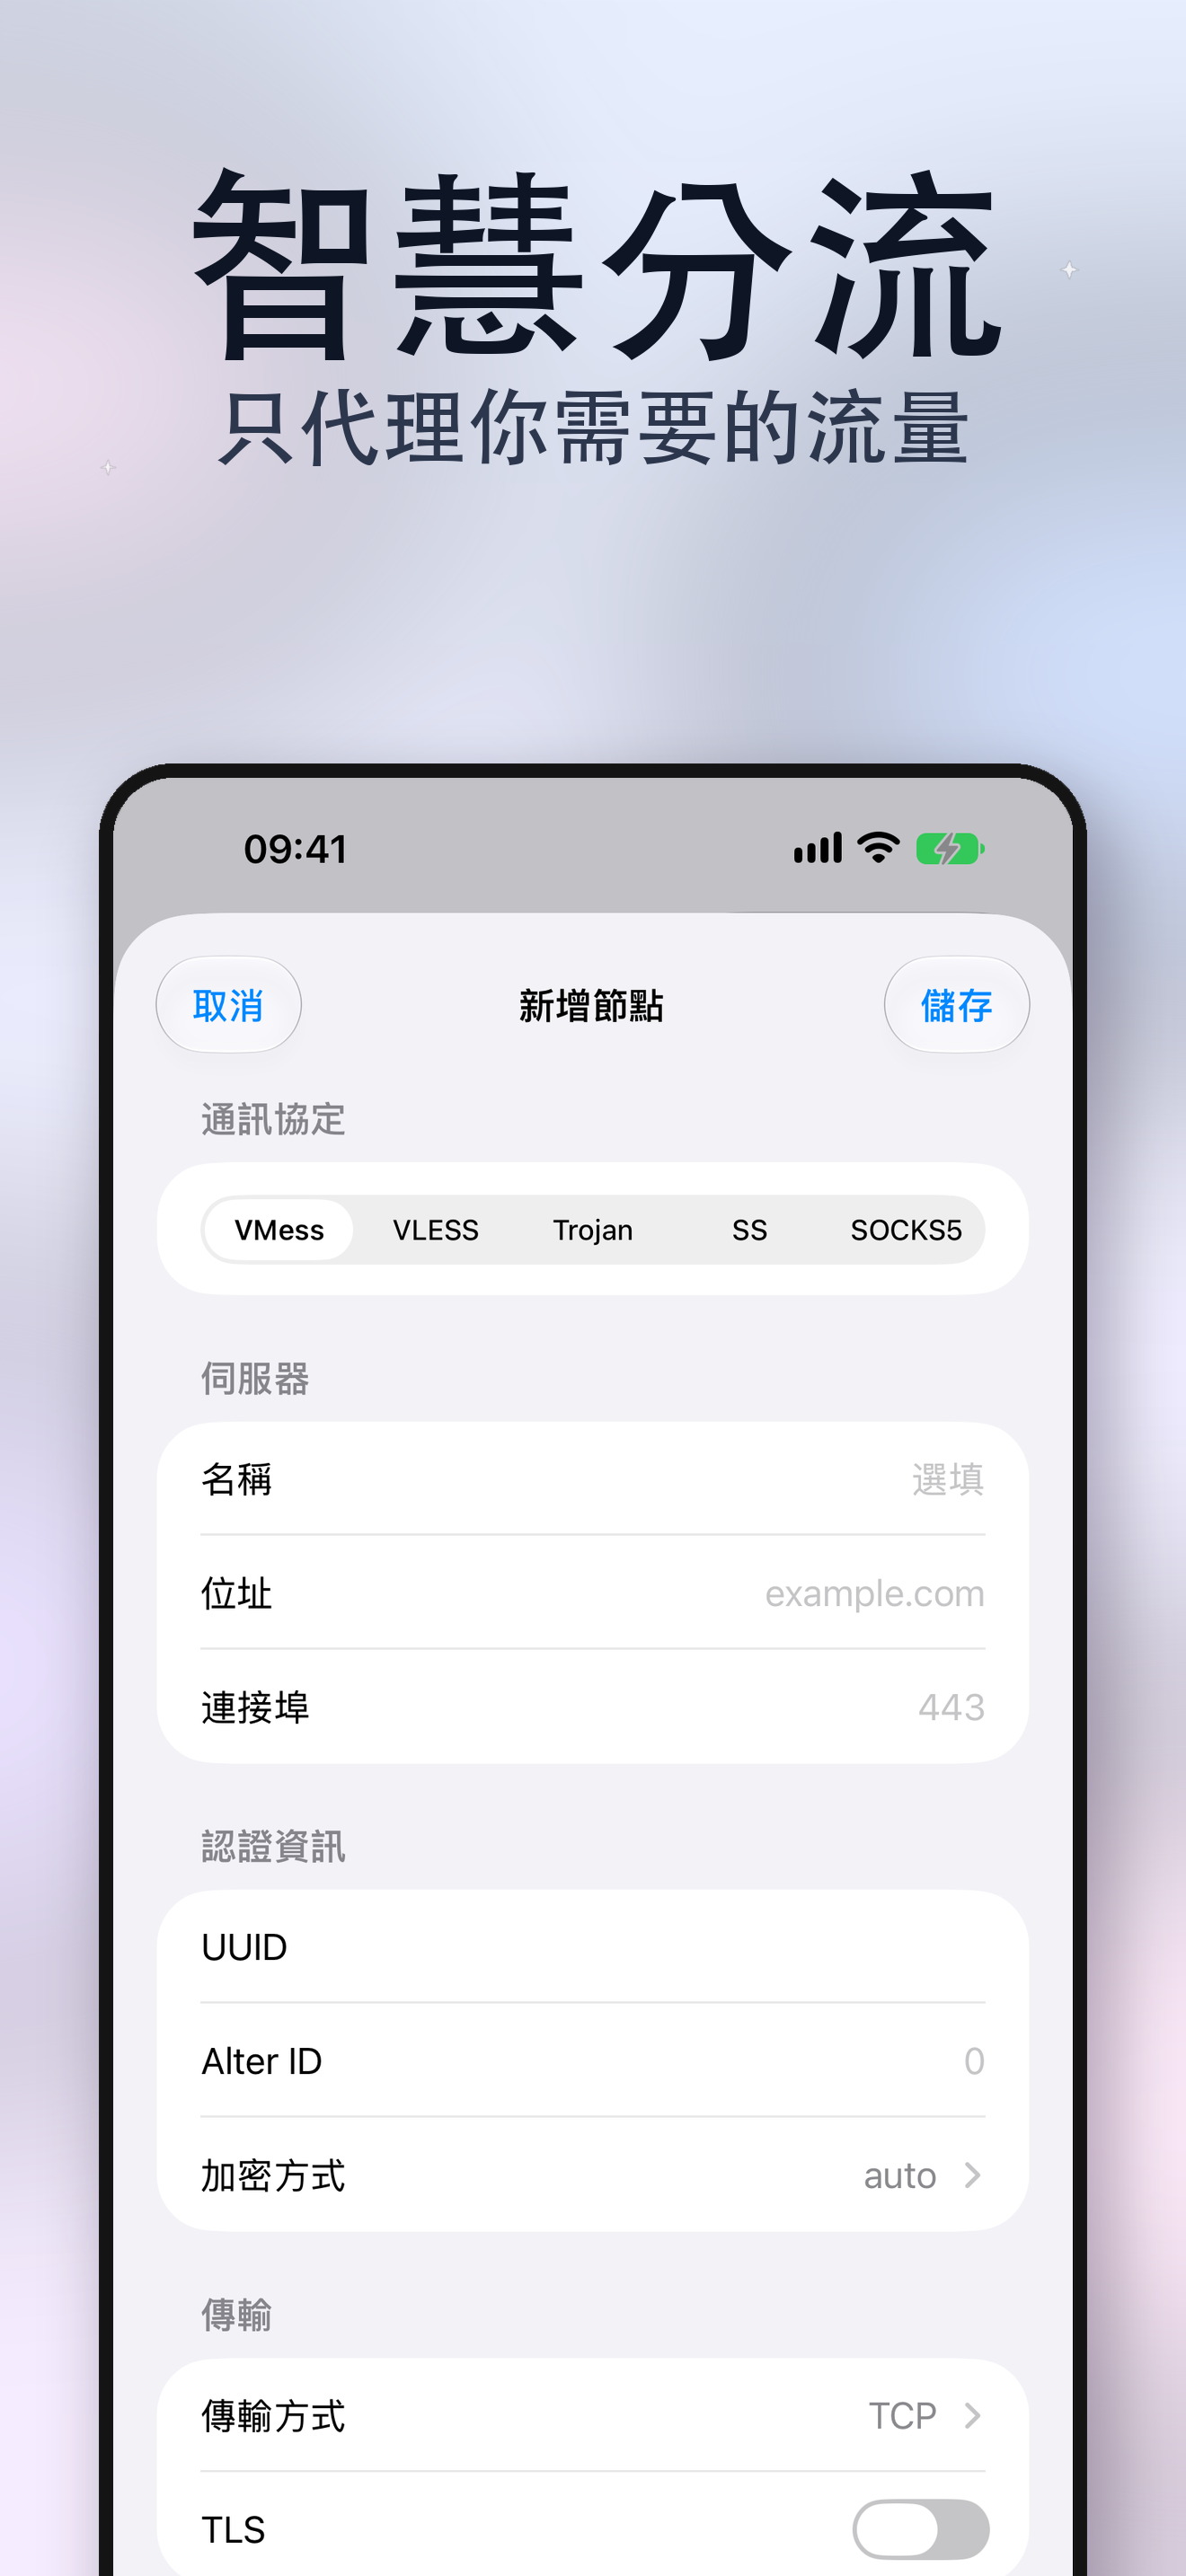 智慧分流
只代理你需要的流量
09:41
取消 新增節點 儲存
通訊協定
VMess VLESS Trojan SS SOCKS5
伺服器
名稱 選填
位址 example.com
連接埠 443
認證資訊
UUID
Alter ID 0
加密方式 auto
傳輸
傳輸方式 TCP
TLS